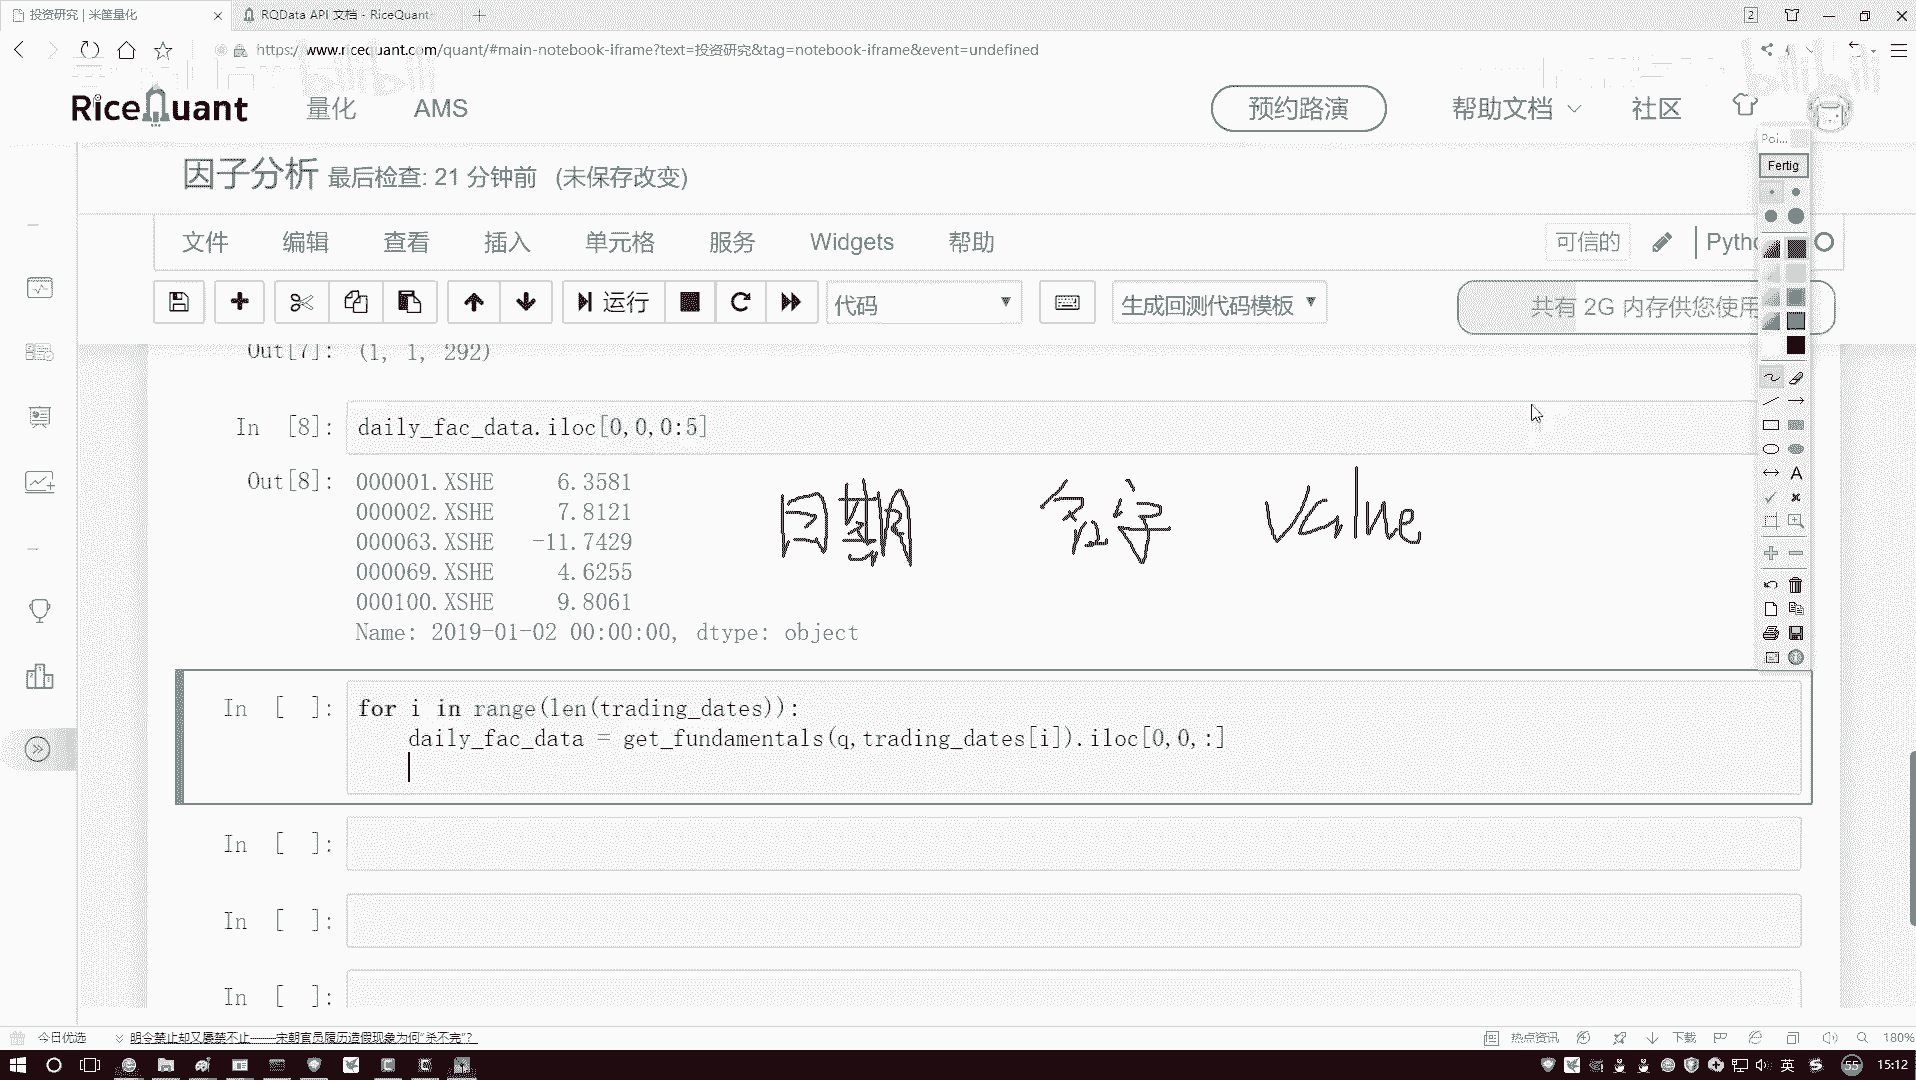 投资研究 | 米筐量化
RQData API 文档 - RiceQuant
2
https://www.ricequant.com/quant/#main-notebook-iframe?text=投资研究&tag=notebook-iframe&event=undefined
bilibili
RiceQuant 量化 AMS 预约路演 帮助文档 社区
Poi...
Fertig
因子分析 最后检查: 21 分钟前 (未保存改变)
文件 编辑 查看 插入 单元格 服务 Widgets 帮助 可信的
运行 代码 生成回测代码模板 共有 2G 内存供您使用
Out[7]: (1, 1, 292)
In [8]: daily_fac_data.iloc[0,0,0:5]
Out[8]: 000001.XSHE 6.3581
000002.XSHE 7.8121
000063.XSHE -11.7429
000069.XSHE 4.6255
000100.XSHE 9.8061
Name: 2019-01-02 00:00:00, dtype: object
日期 名字 Value
In [ ]: for i in range(len(trading_dates)):
daily_fac_data = get_fundamentals(q,trading_dates[i]).iloc[0,0,:]
In [ ]:
In [ ]:
In [ ]:
今日优选 明令禁止却又屡禁不止——宋朝官员履历造假现象为何"杀不完"? 热点资讯 下载 180%
英 55 15:12